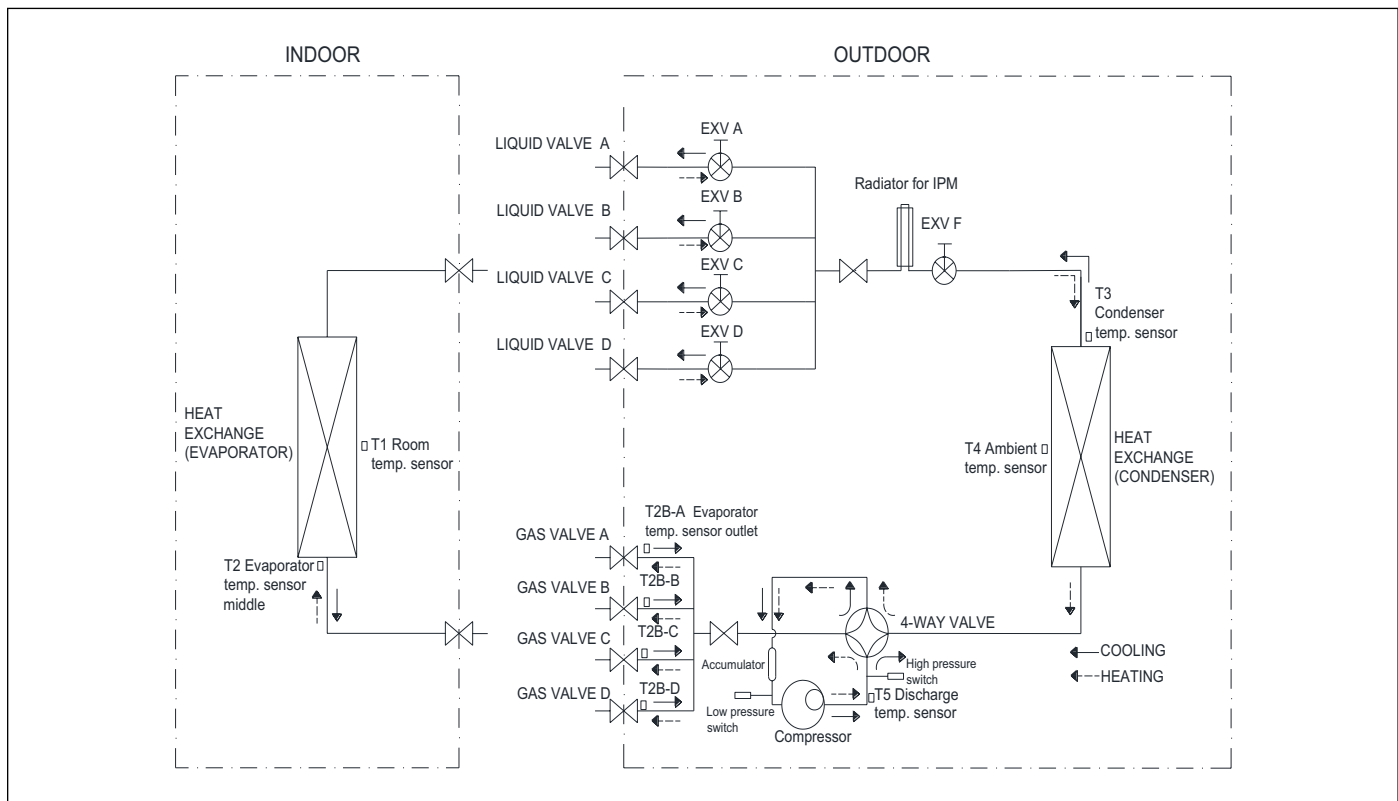 INDOOR
OUTDOOR
LIQUID VALVE A
EXV A
LIQUID VALVE B
EXV B
LIQUID VALVE C
EXV C
LIQUID VALVE D
EXV D
Radiator for IPM
EXV F
T3
Condenser
temp. sensor
HEAT
EXCHANGE
(EVAPORATOR)
T1 Room
temp. sensor
T4 Ambient
temp. sensor
HEAT
EXCHANGE
(CONDENSER)
T2 Evaporator
temp. sensor
middle
GAS VALVE A
T2B-A Evaporator
temp. sensor outlet
GAS VALVE B
T2B-B
GAS VALVE C
T2B-C
GAS VALVE D
T2B-D
4-WAY VALVE
Accumulator
High pressure
switch
Low pressure
switch
T5 Discharge
temp. sensor
Compressor
COOLING
HEATING